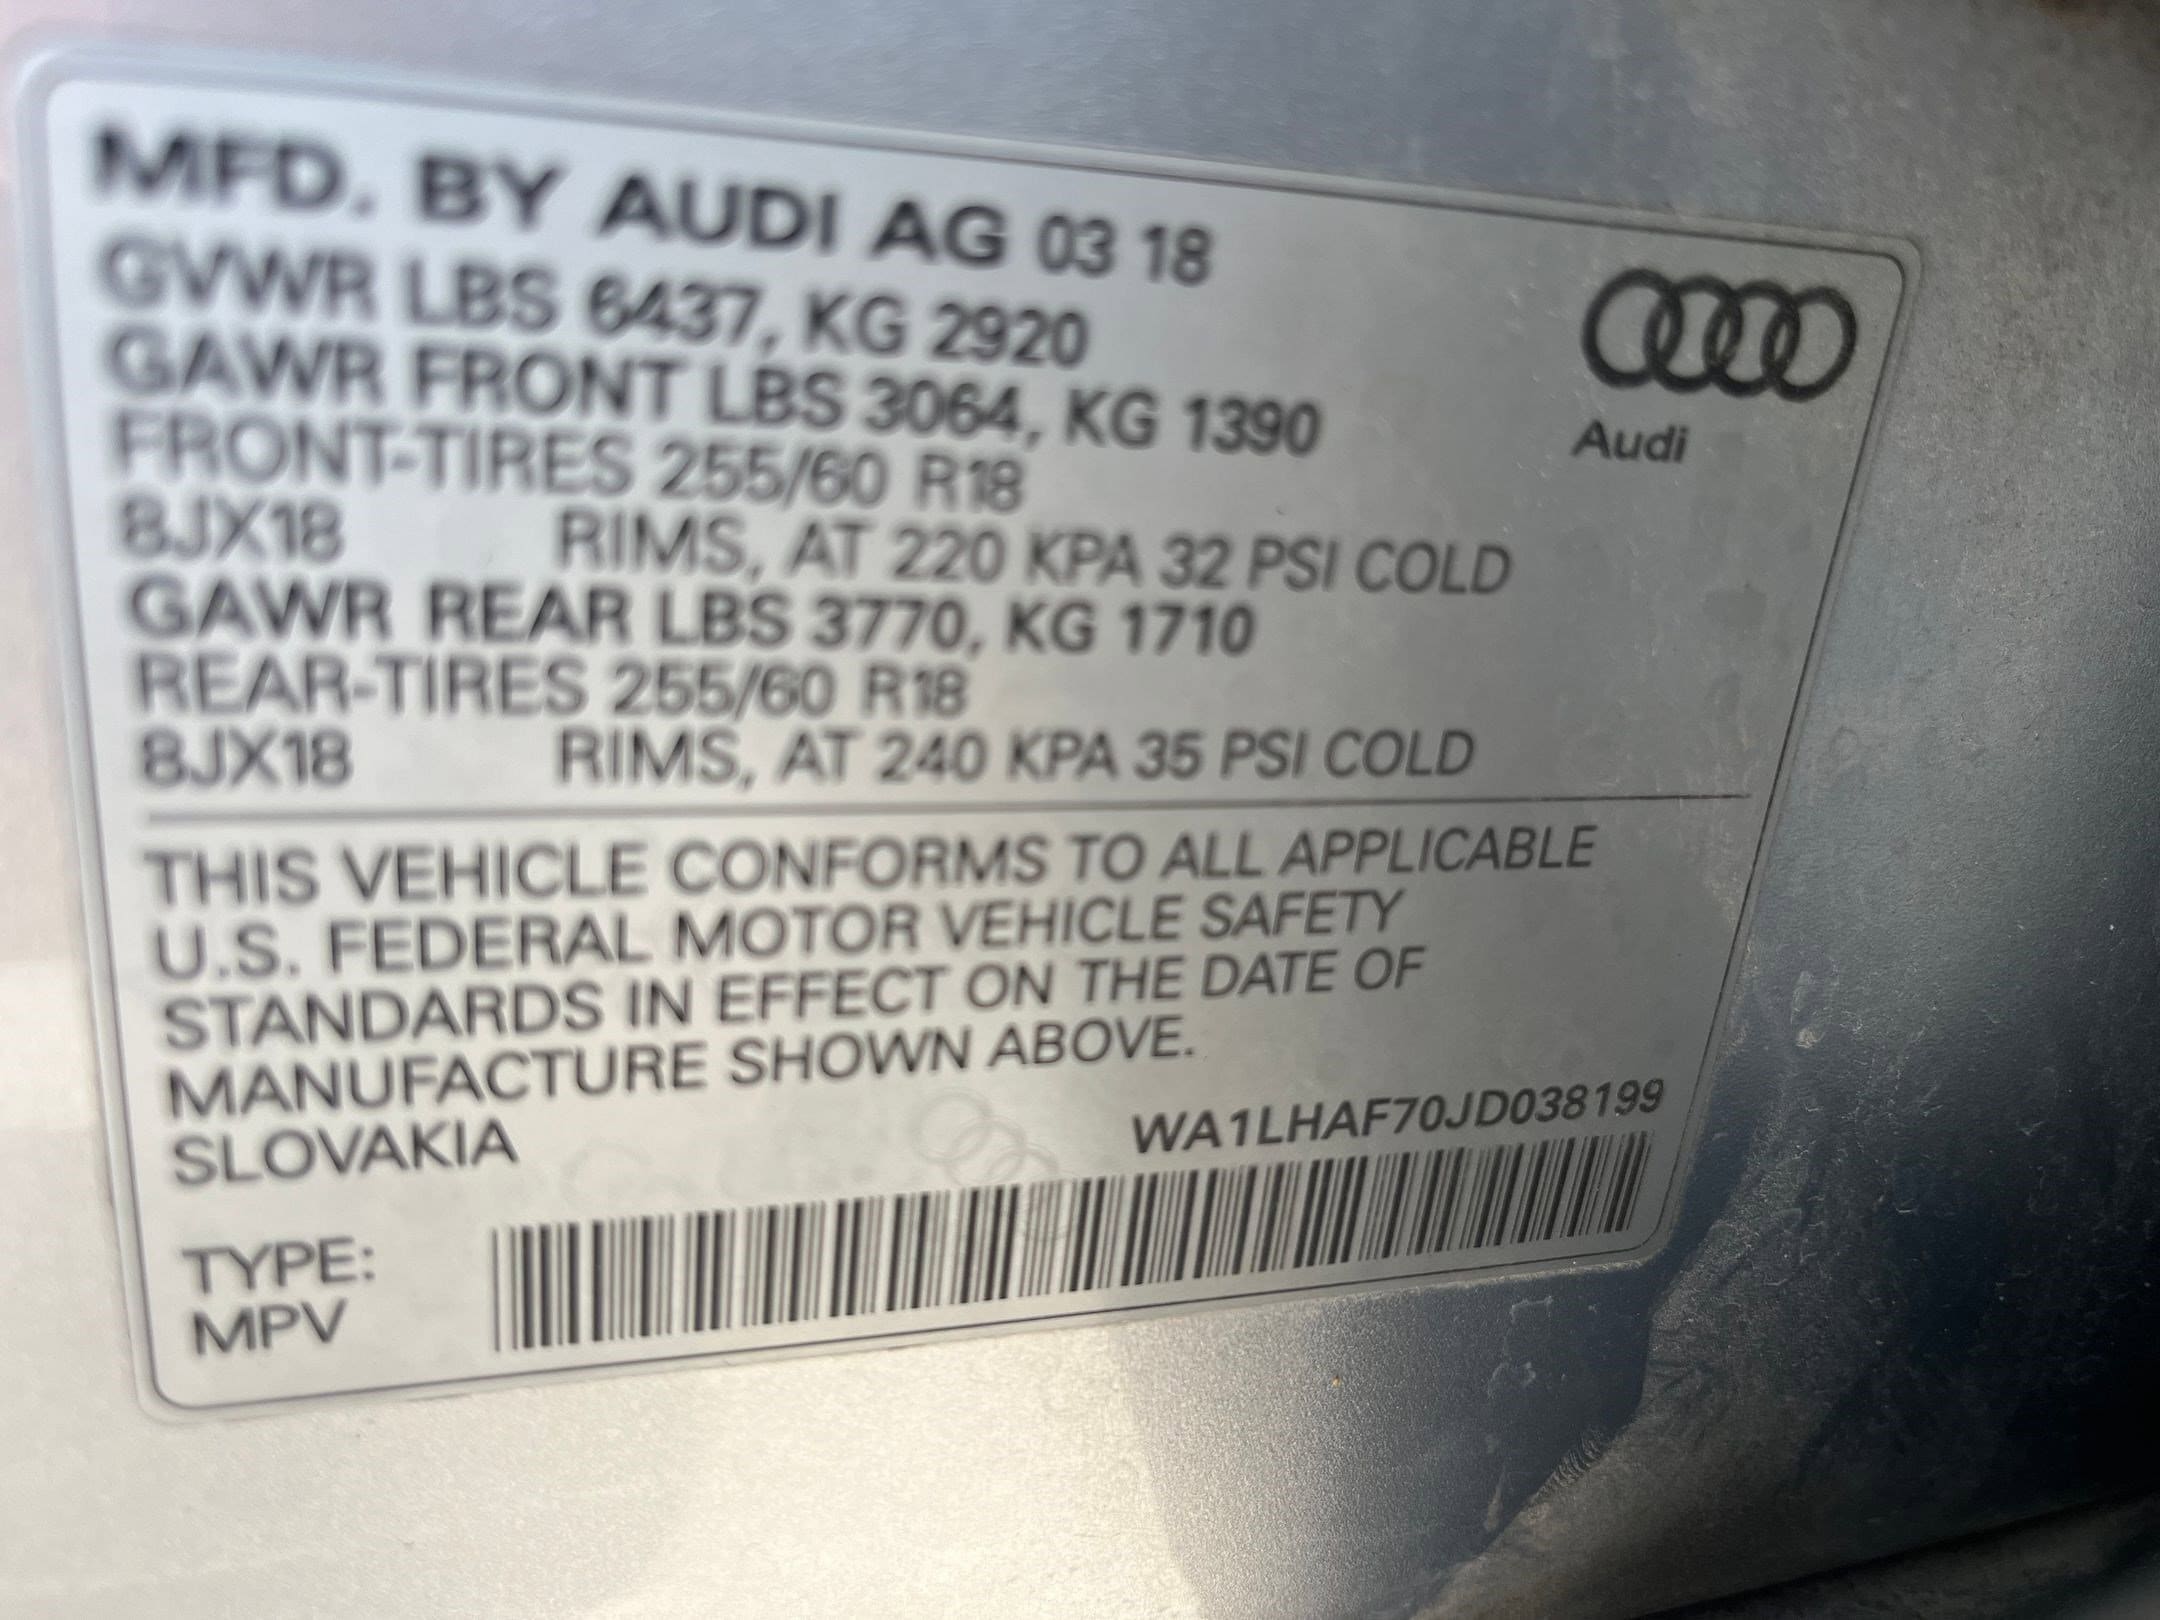 MFD. BY AUDI AG 03 18
GVWR LBS 6437, KG 2920
GAWR FRONT LBS 3064, KG 1390
FRONT-TIRES 255/60 R18
8JX18 RIMS, AT 220 KPA 32 PSI COLD
GAWR REAR LBS 3770, KG 1710
REAR-TIRES 255/60 R18
8JX18 RIMS, AT 240 KPA 35 PSI COLD
Audi
THIS VEHICLE CONFORMS TO ALL APPLICABLE
U.S. FEDERAL MOTOR VEHICLE SAFETY
STANDARDS IN EFFECT ON THE DATE OF
MANUFACTURE SHOWN ABOVE.
SLOVAKIA
WA1LHAF70JD038199
TYPE:
MPV